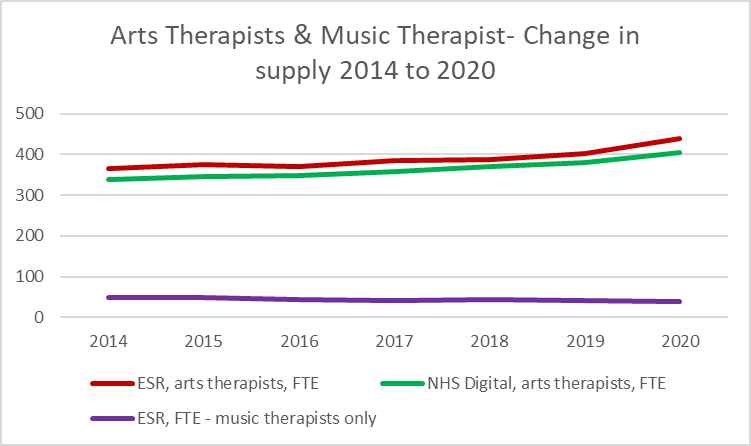 Arts Therapists & Music Therapist- Change in
supply 2014 to 2020
500
400
300
200
100
0
2014 2015 2016 2017 2018 2019 2020
ESR, arts therapists, FTE NHS Digital, arts therapists, FTE
ESR, FTE - music therapists only